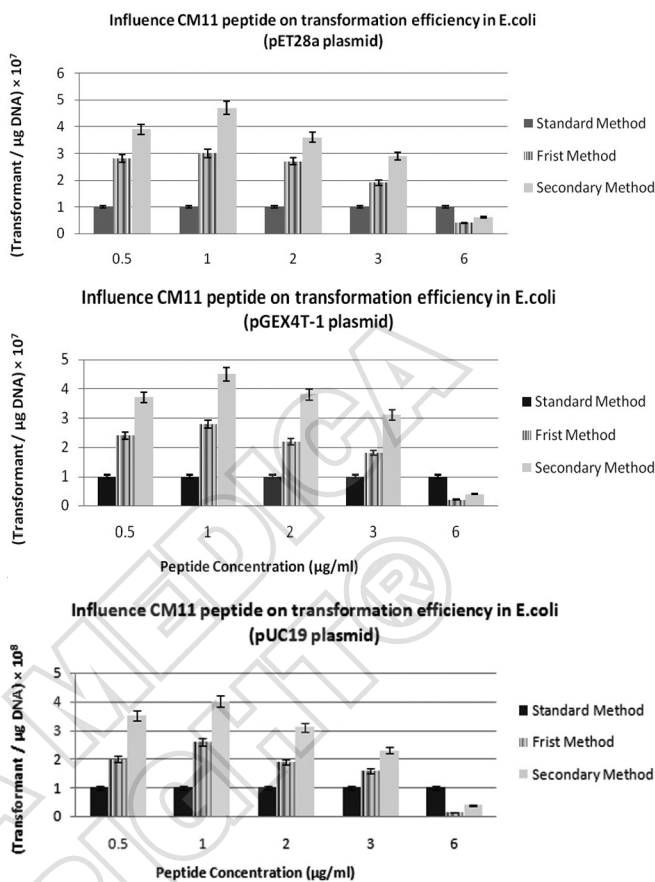 Influence CM11 peptide on transformation efficiency in E.coli
(pET28a plasmid)
(Transformant / µg DNA) × 10⁷
6
5
4
3
2
1
0
0.5 1 2 3 6
Standard Method
Frist Method
Secondary Method
Influence CM11 peptide on transformation efficiency in E.coli
(pGEX4T-1 plasmid)
(Transformant / µg DNA) × 10⁷
5
4
3
2
1
0
0.5 1 2 3 6
Peptide Concentration (µg/ml)
Standard Method
Frist Method
Secondary Method
Influence CM11 peptide on transformation efficiency in E.coli
(pUC19 plasmid)
(Transformant / µg DNA) × 10⁸
5
4
3
2
1
0
0.5 1 2 3 6
Peptide Concentration (µg/ml)
Standard Method
Frist Method
Secondary Method
A MEDICA
RIGHT®